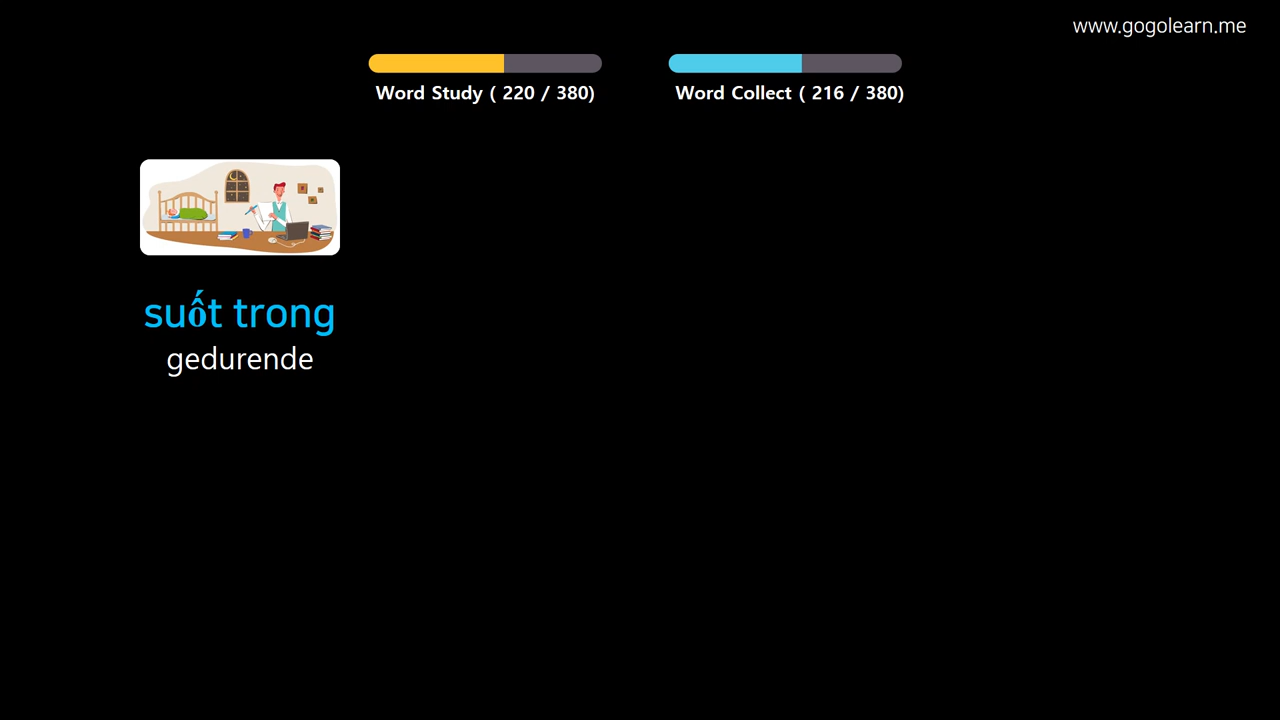 www.gogolearn.me
Word Study ( 220 / 380)
Word Collect ( 216 / 380)
suốt trong
gedurende